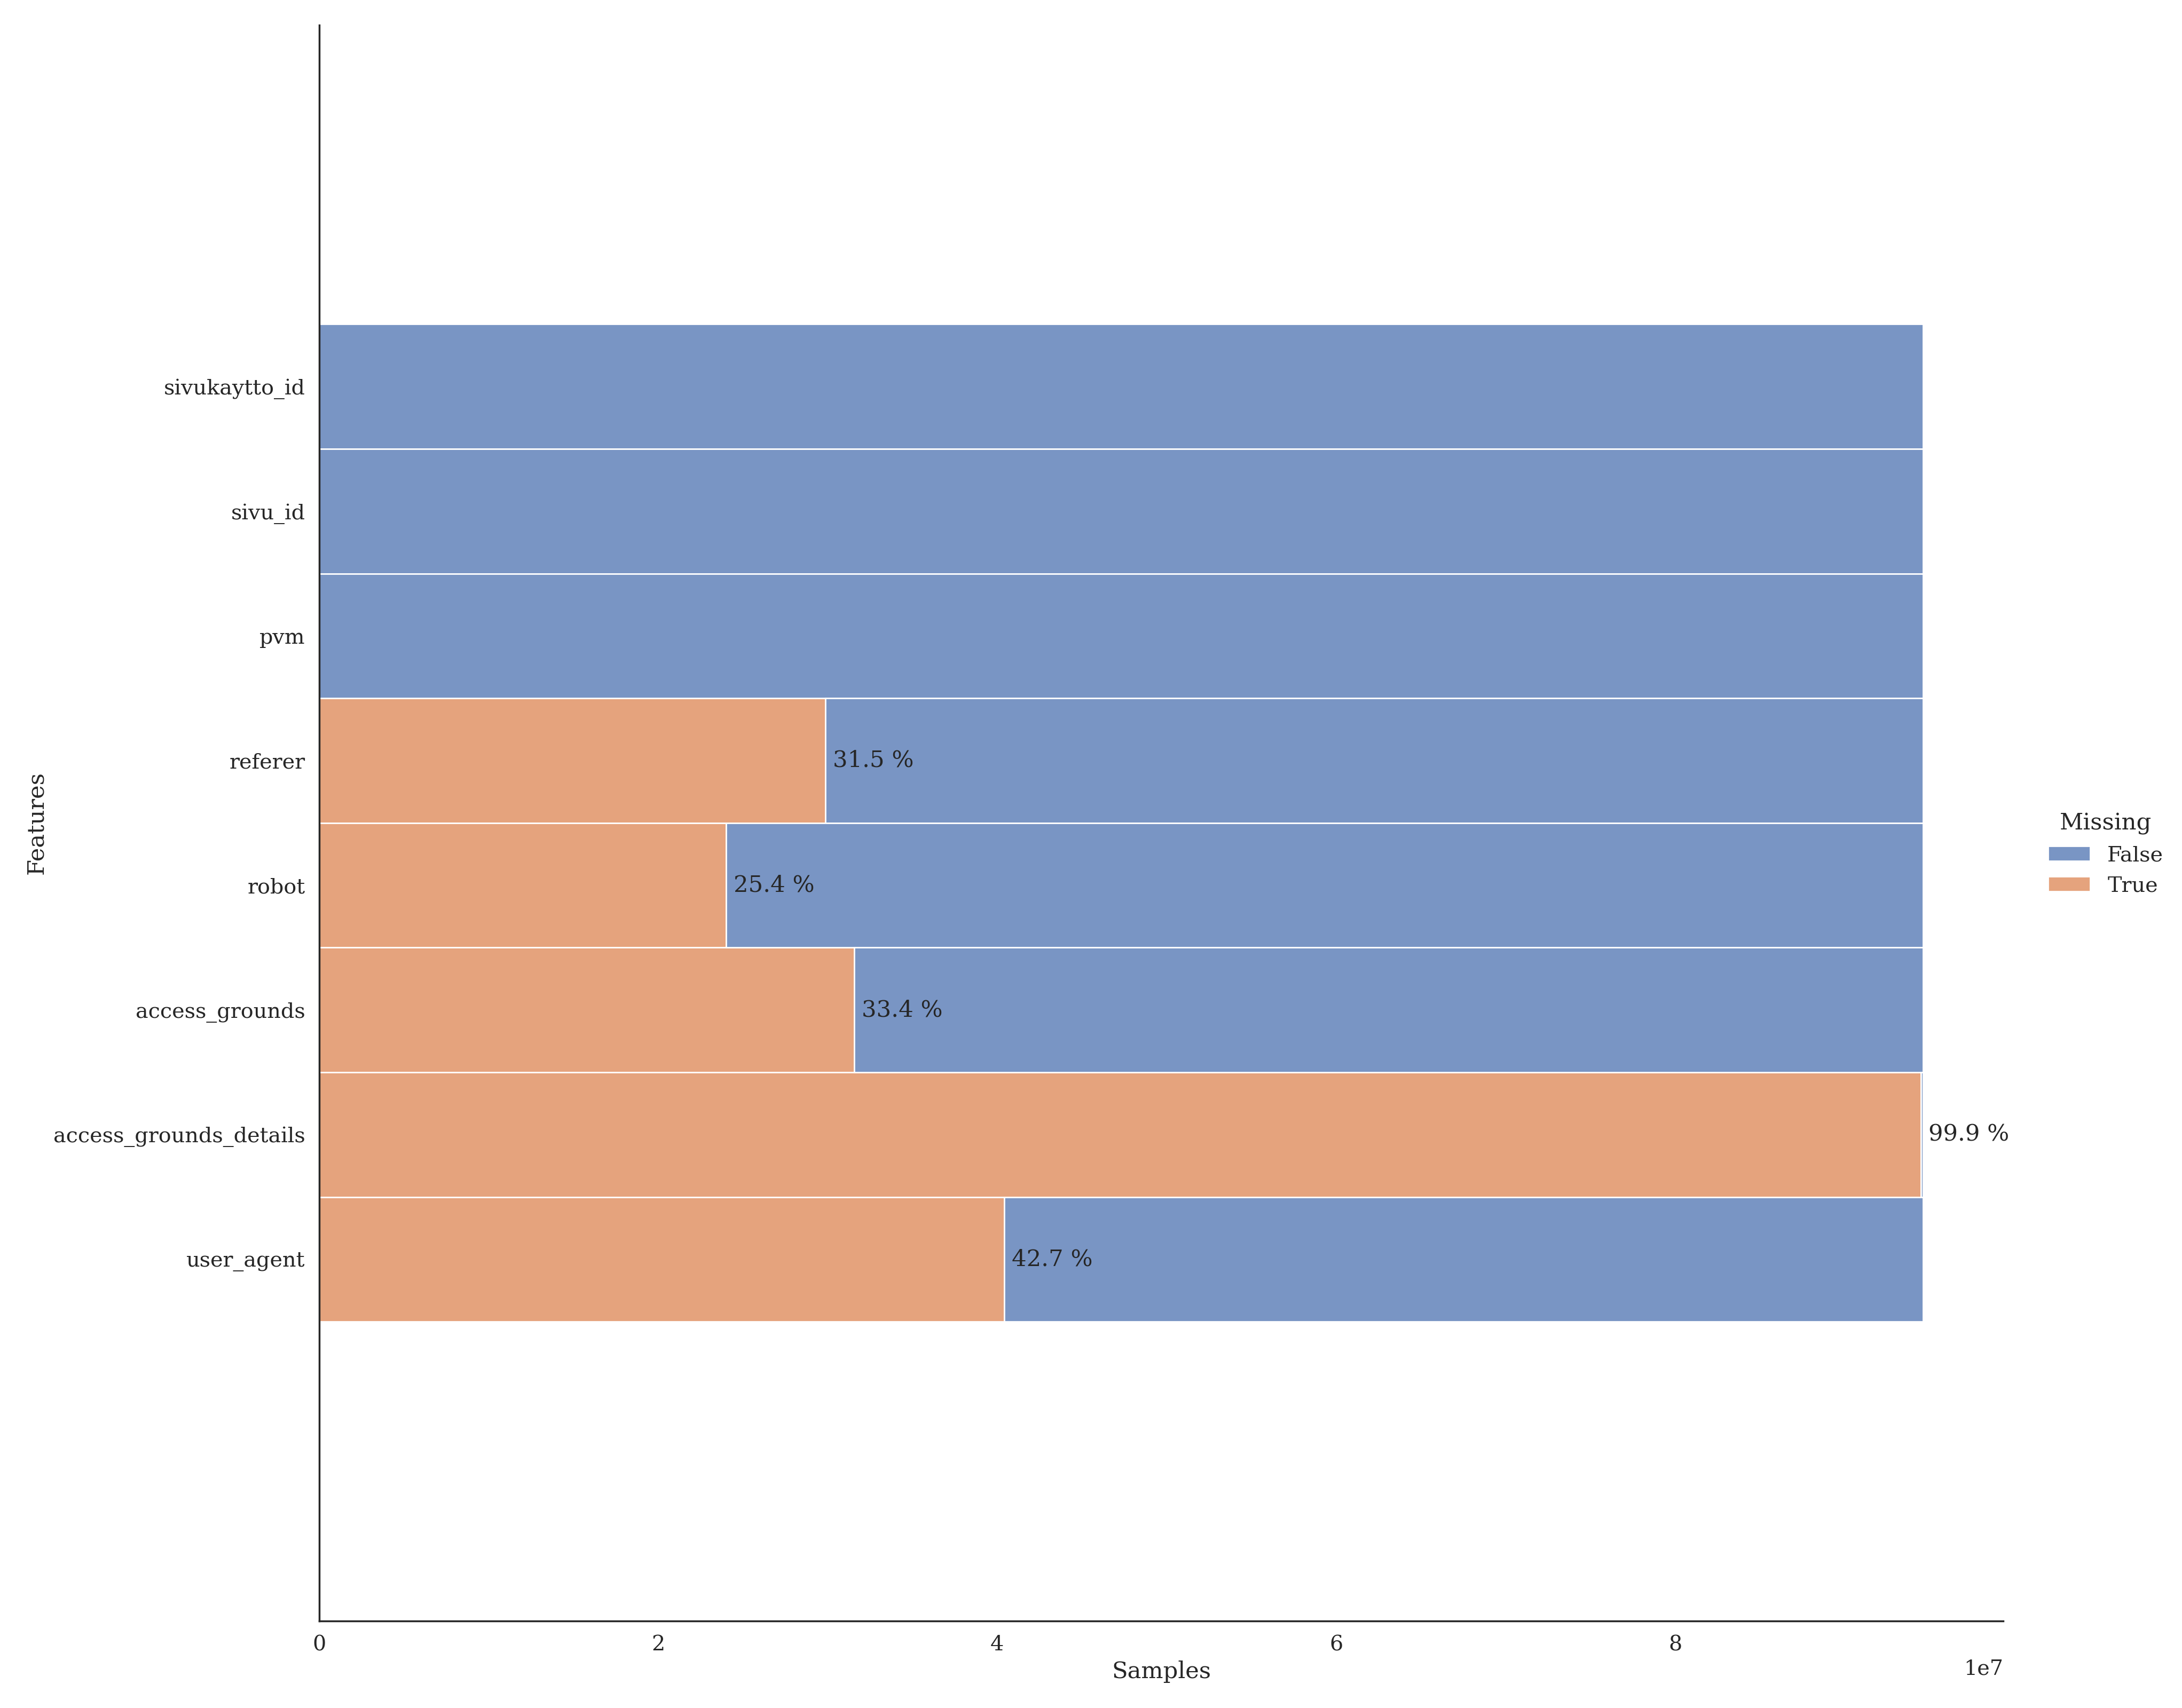 sivukaytto_id
sivu_id
pvm
referer
31.5 %
robot
25.4 %
access_grounds
33.4 %
access_grounds_details
99.9 %
user_agent
42.7 %
Features
Missing
False
True
0
2
4
6
8
1e7
Samples